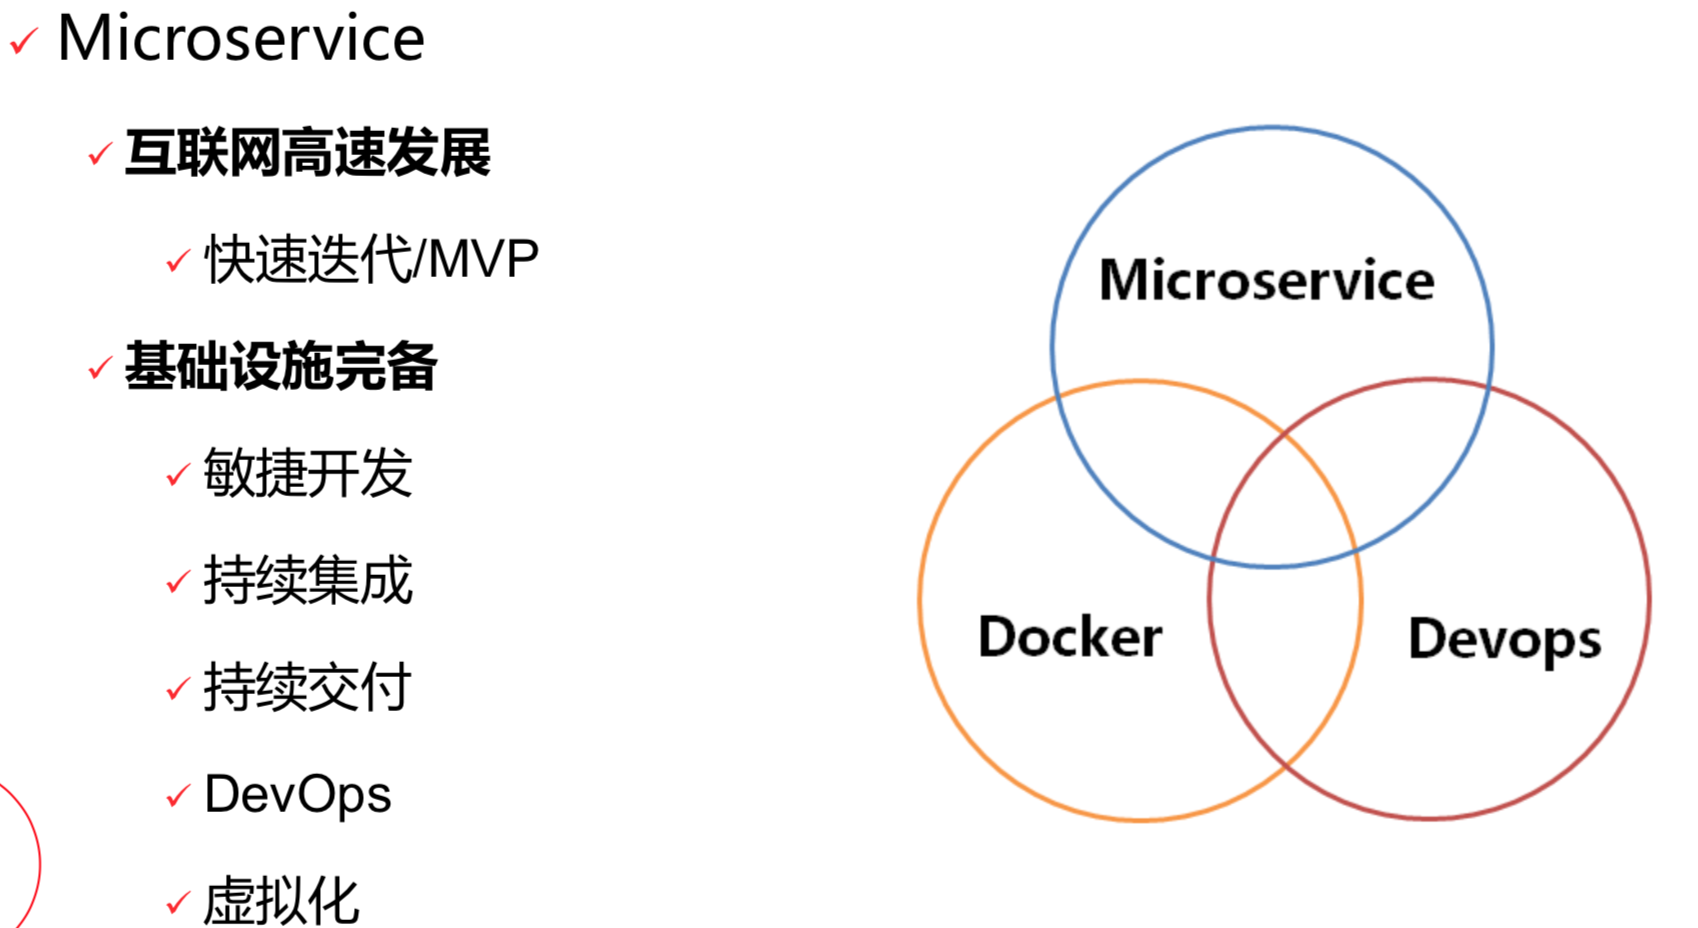 Microservice
互联网高速发展
快速迭代/MVP
基础设施完备
敏捷开发
持续集成
持续交付
DevOps
虚拟化
Microservice
Docker
Devops